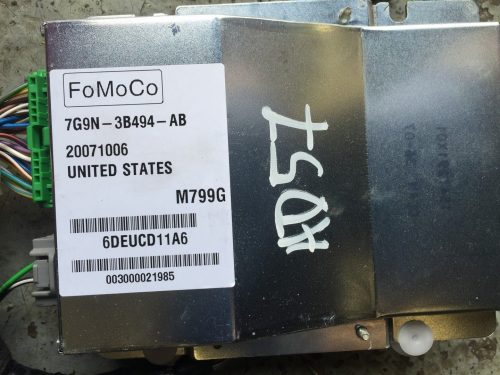 FoMoCo
7G9N-3B494-AB
20071006
UNITED STATES
M799G
6DEUCD11A6
003000021985